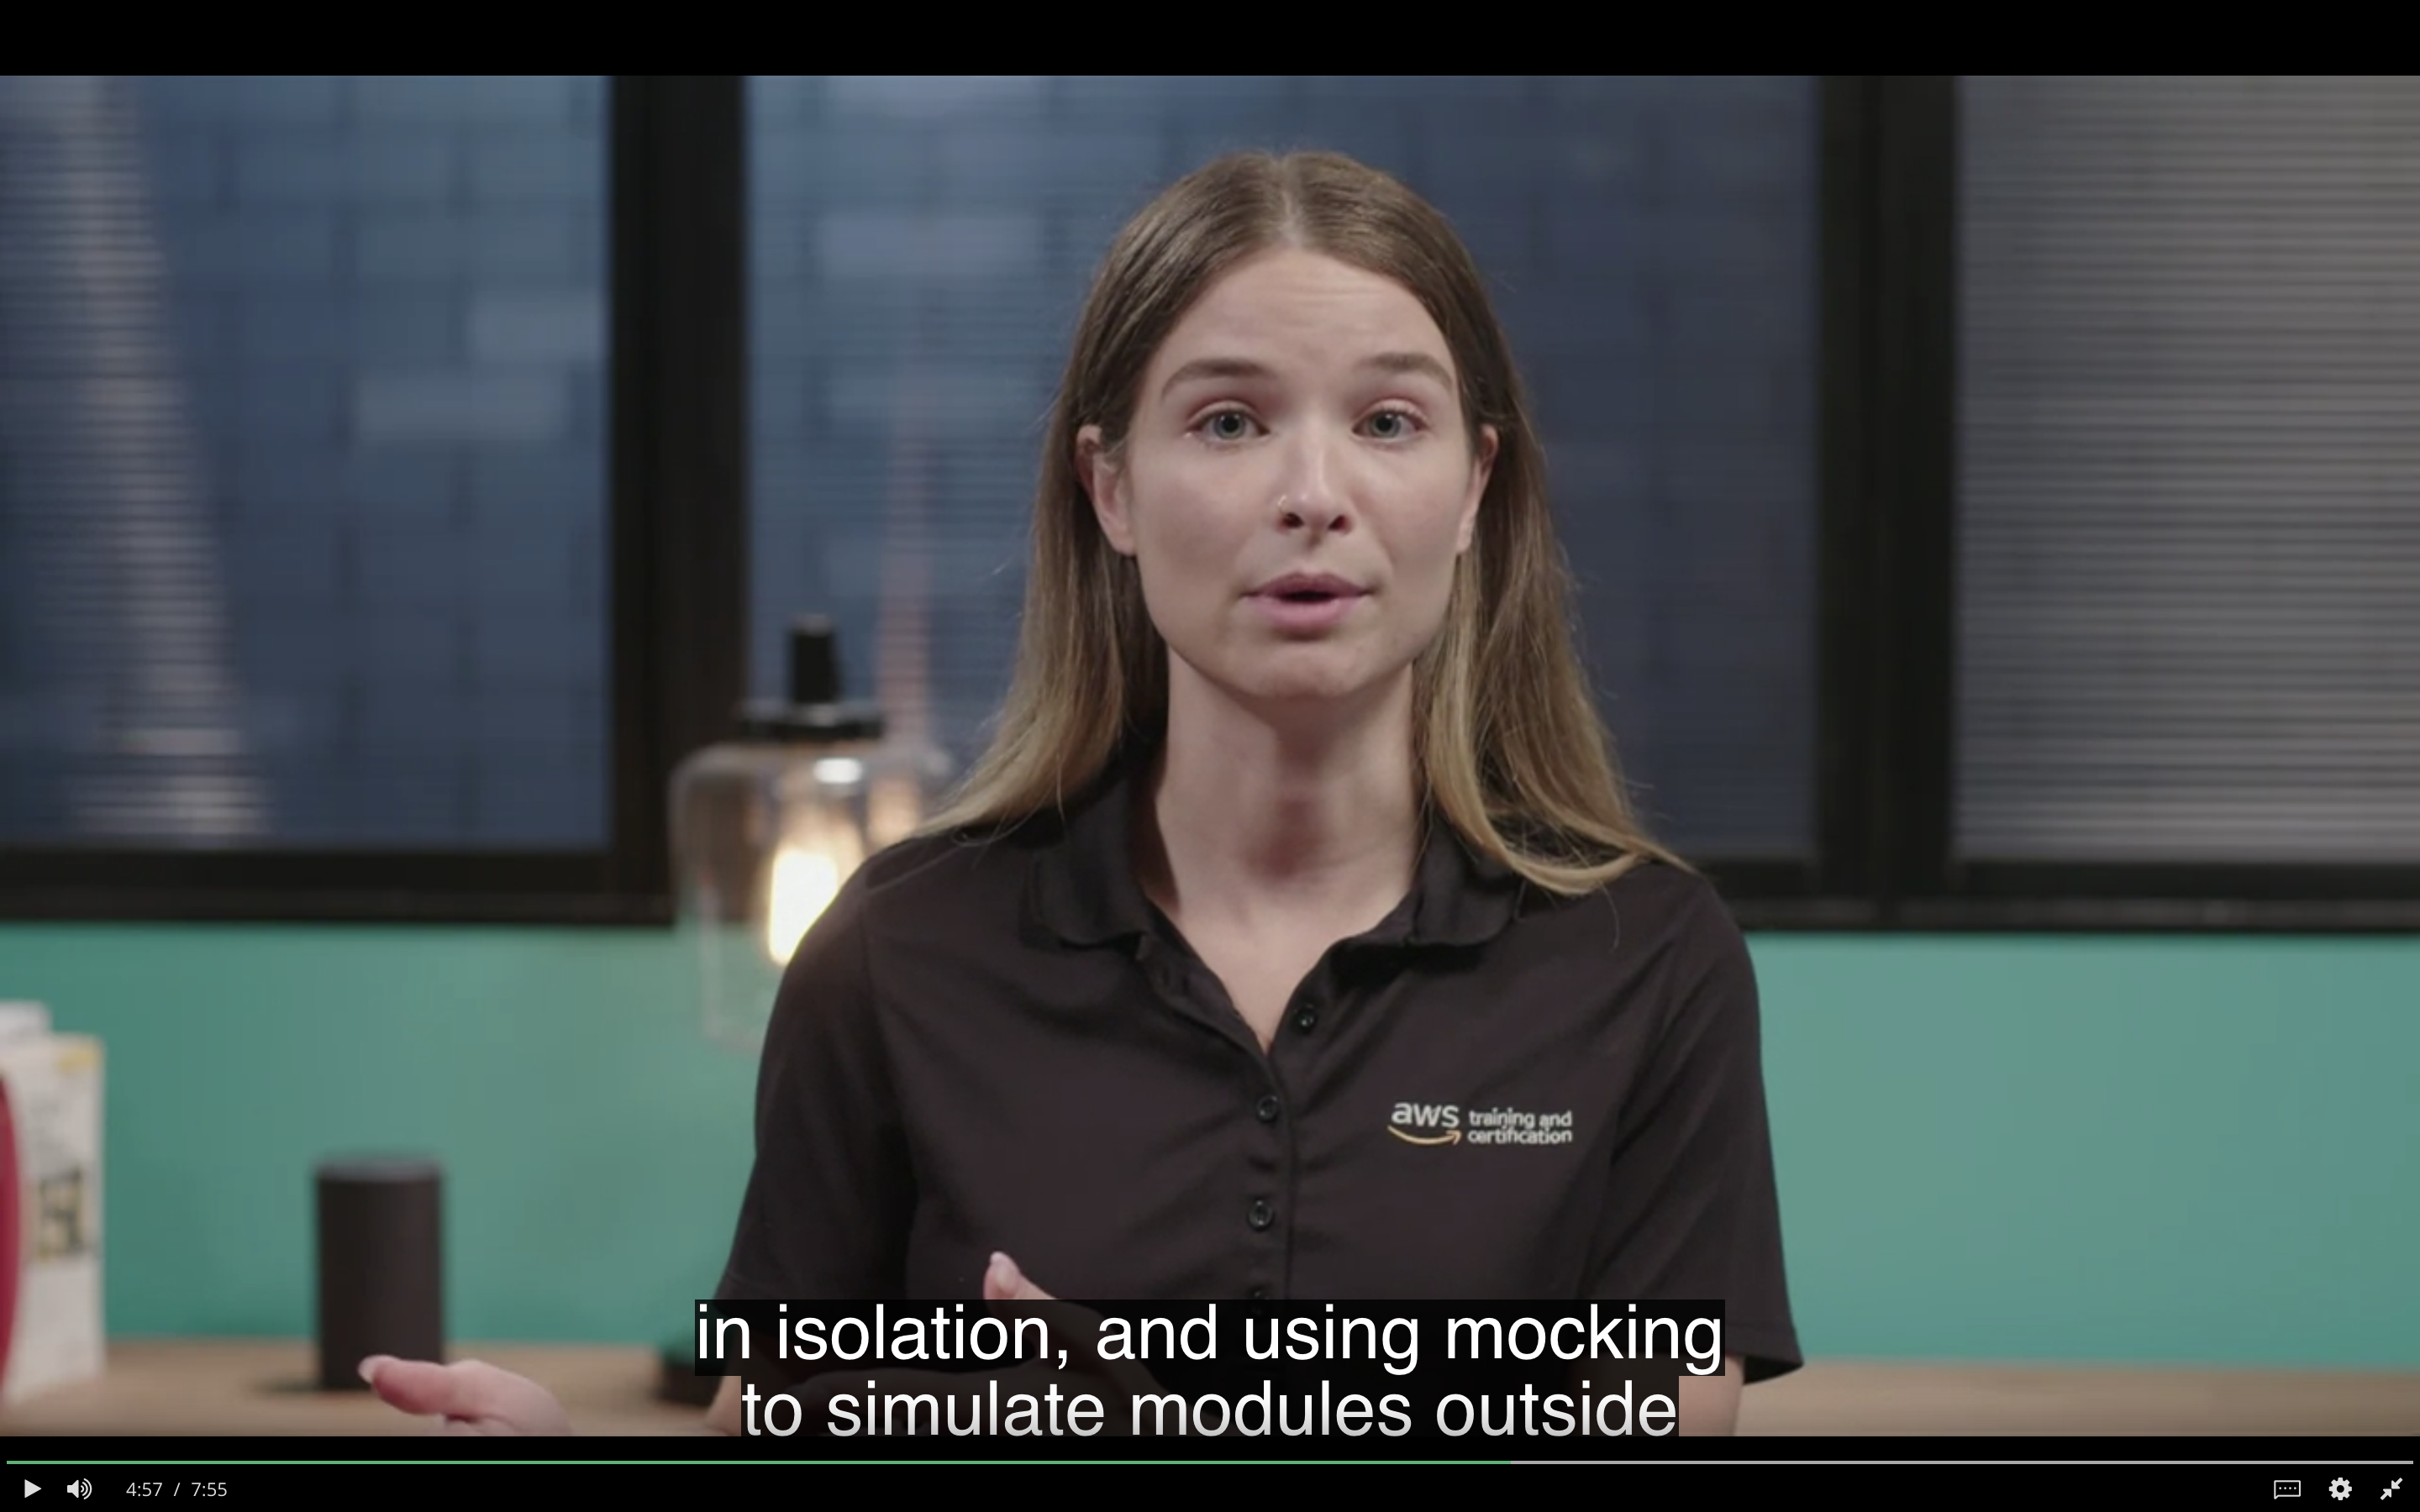 aws training and
certification
in isolation, and using mocking
to simulate modules outside
4:57 / 7:55